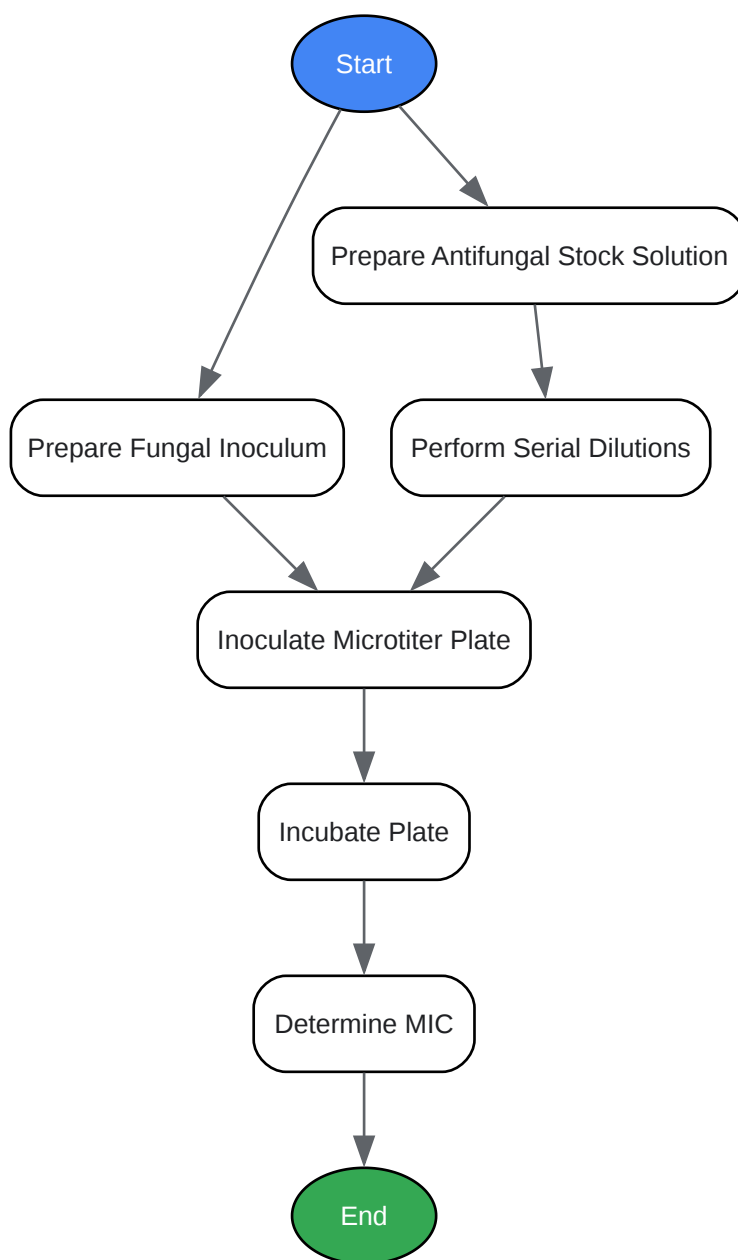 Start
Prepare Antifungal Stock Solution
Prepare Fungal Inoculum
Perform Serial Dilutions
Inoculate Microtiter Plate
Incubate Plate
Determine MIC
End